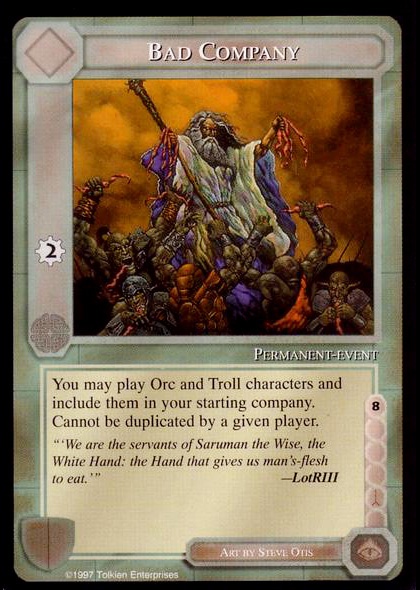 BAD COMPANY
2
PERMANENT-EVENT
You may play Orc and Troll characters and
include them in your starting company.
Cannot be duplicated by a given player.
8
“‘We are the servants of Saruman the Wise, the
White Hand: the Hand that gives us man's-flesh
to eat.’”
—LotRIII
ART BY STEVE OTIS
©1997 Tolkien Enterprises